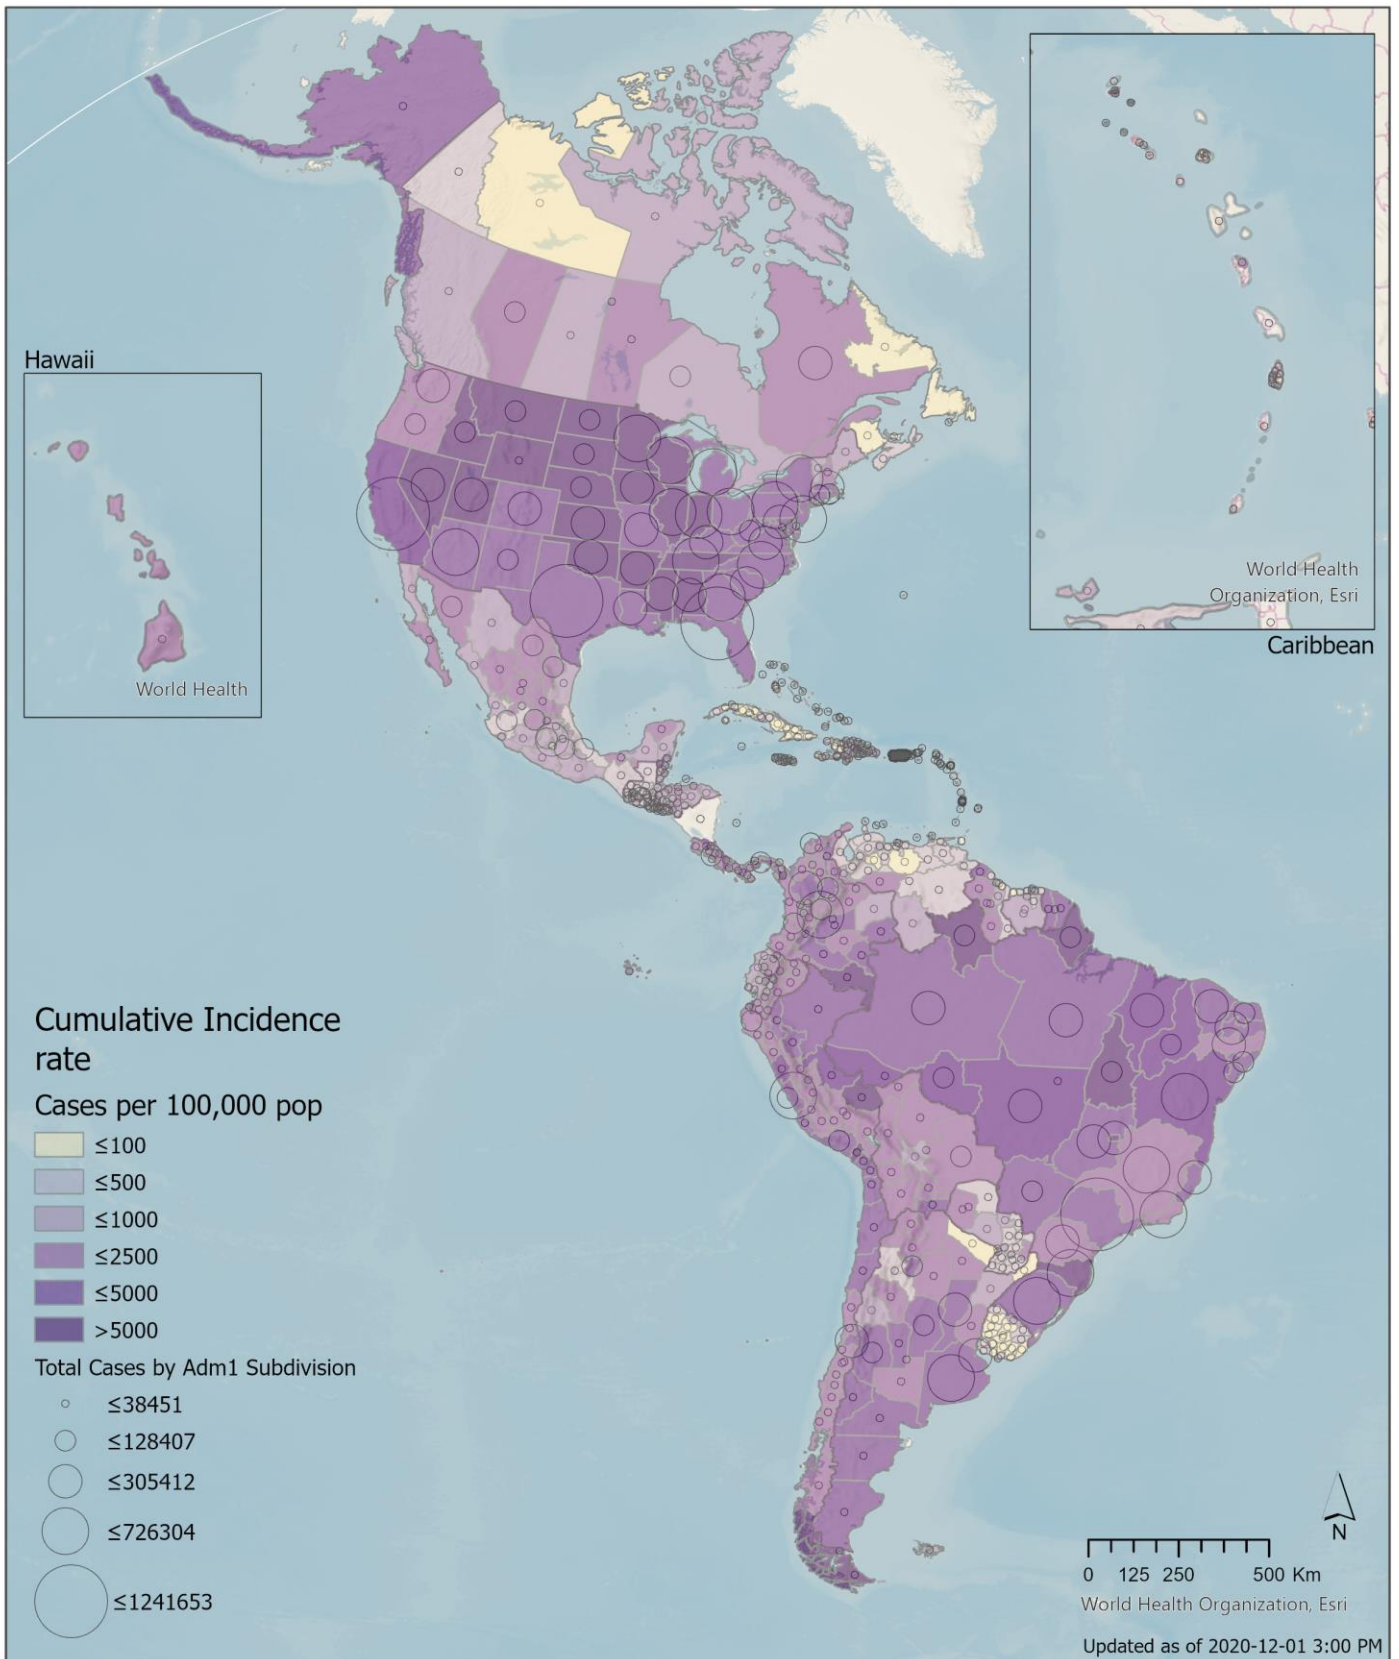 Hawaii
World Health
World Health
Organization, Esri
Caribbean
Cumulative Incidence
rate
Cases per 100,000 pop
≤100
≤500
≤1000
≤2500
≤5000
>5000
Total Cases by Adm1 Subdivision
≤38451
≤128407
≤305412
≤726304
≤1241653
N
0 125 250 500 Km
World Health Organization, Esri
Updated as of 2020-12-01 3:00 PM